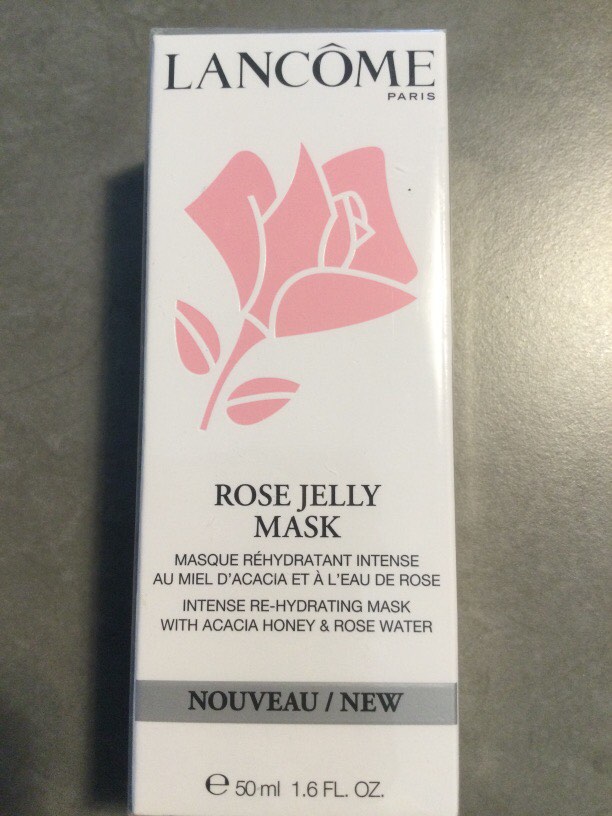 LANCÔME
PARIS
ROSE JELLY
MASK
MASQUE RÉHYDRATANT INTENSE
AU MIEL D'ACACIA ET À L'EAU DE ROSE
INTENSE RE-HYDRATING MASK
WITH ACACIA HONEY & ROSE WATER
NOUVEAU / NEW
℮ 50 ml 1.6 FL. OZ.